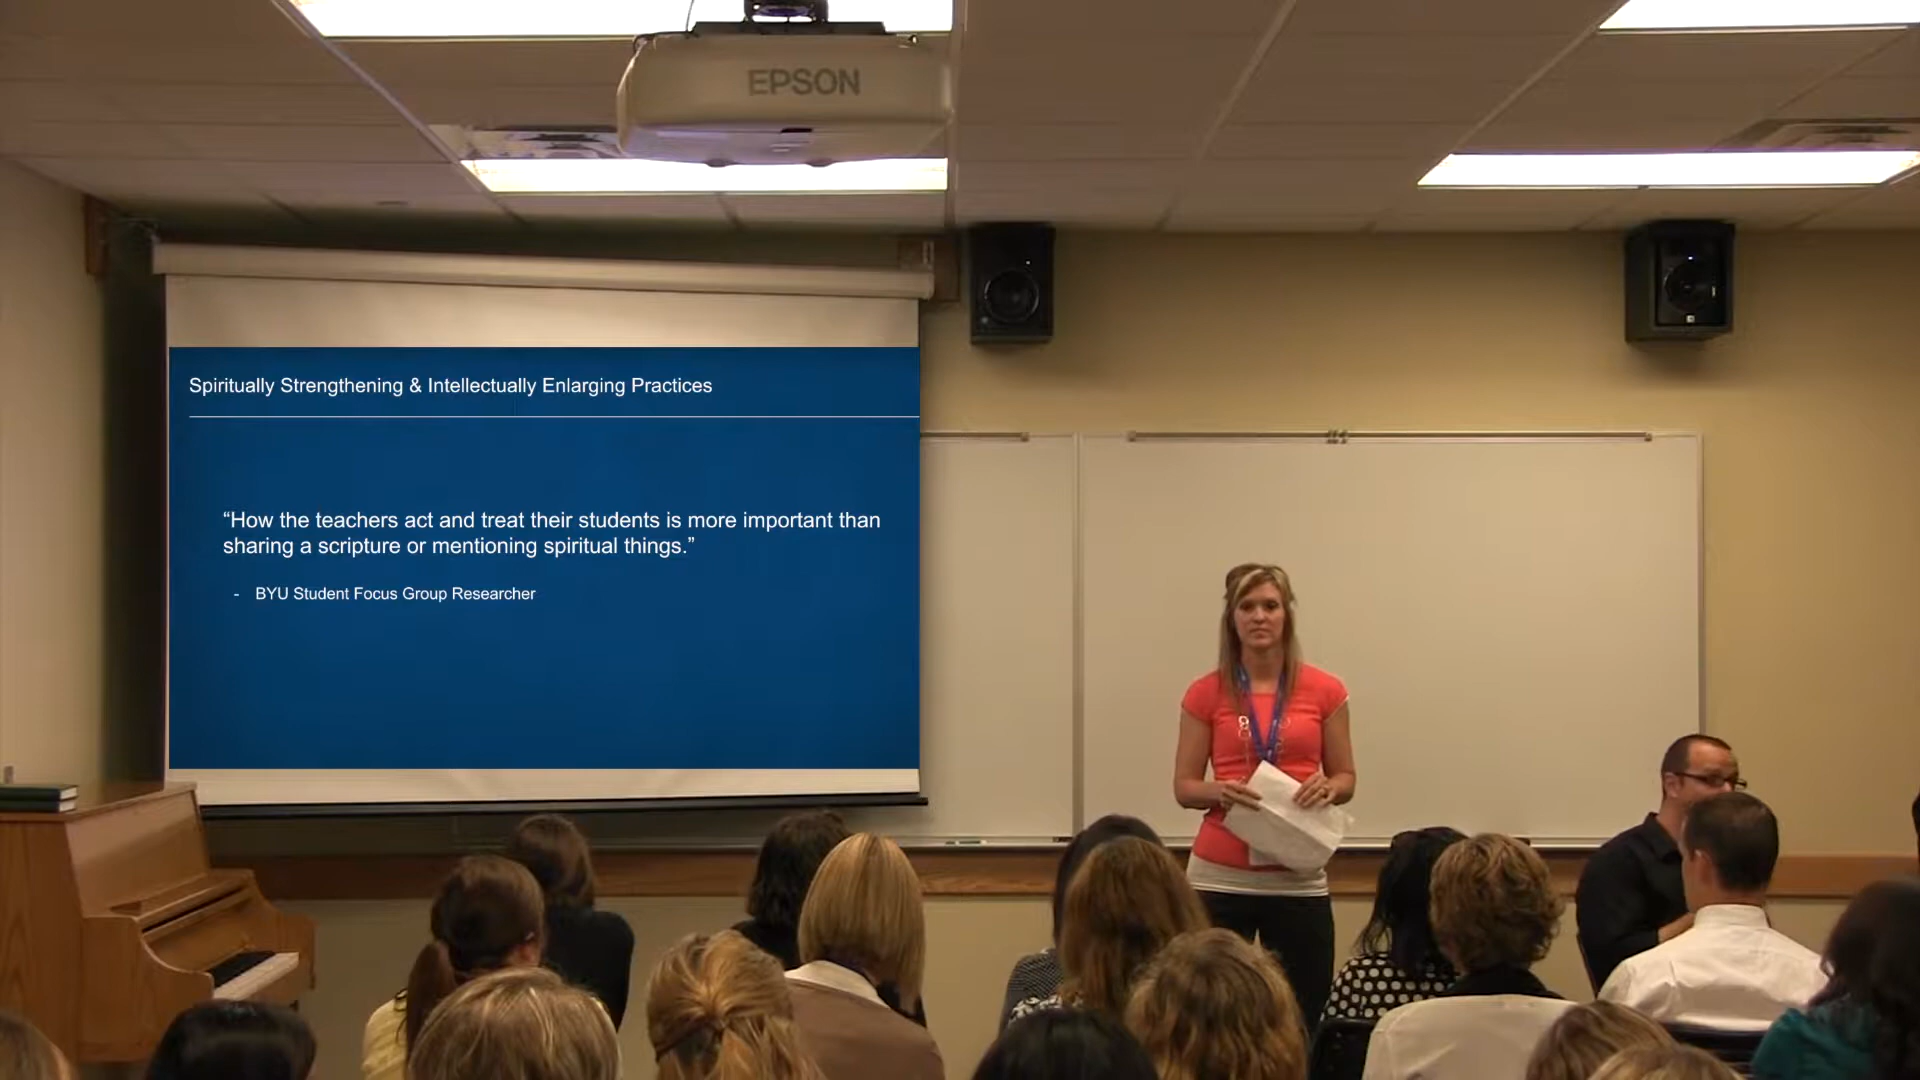 EPSON
Spiritually Strengthening & Intellectually Enlarging Practices
“How the teachers act and treat their students is more important than
sharing a scripture or mentioning spiritual things.”
- BYU Student Focus Group Researcher